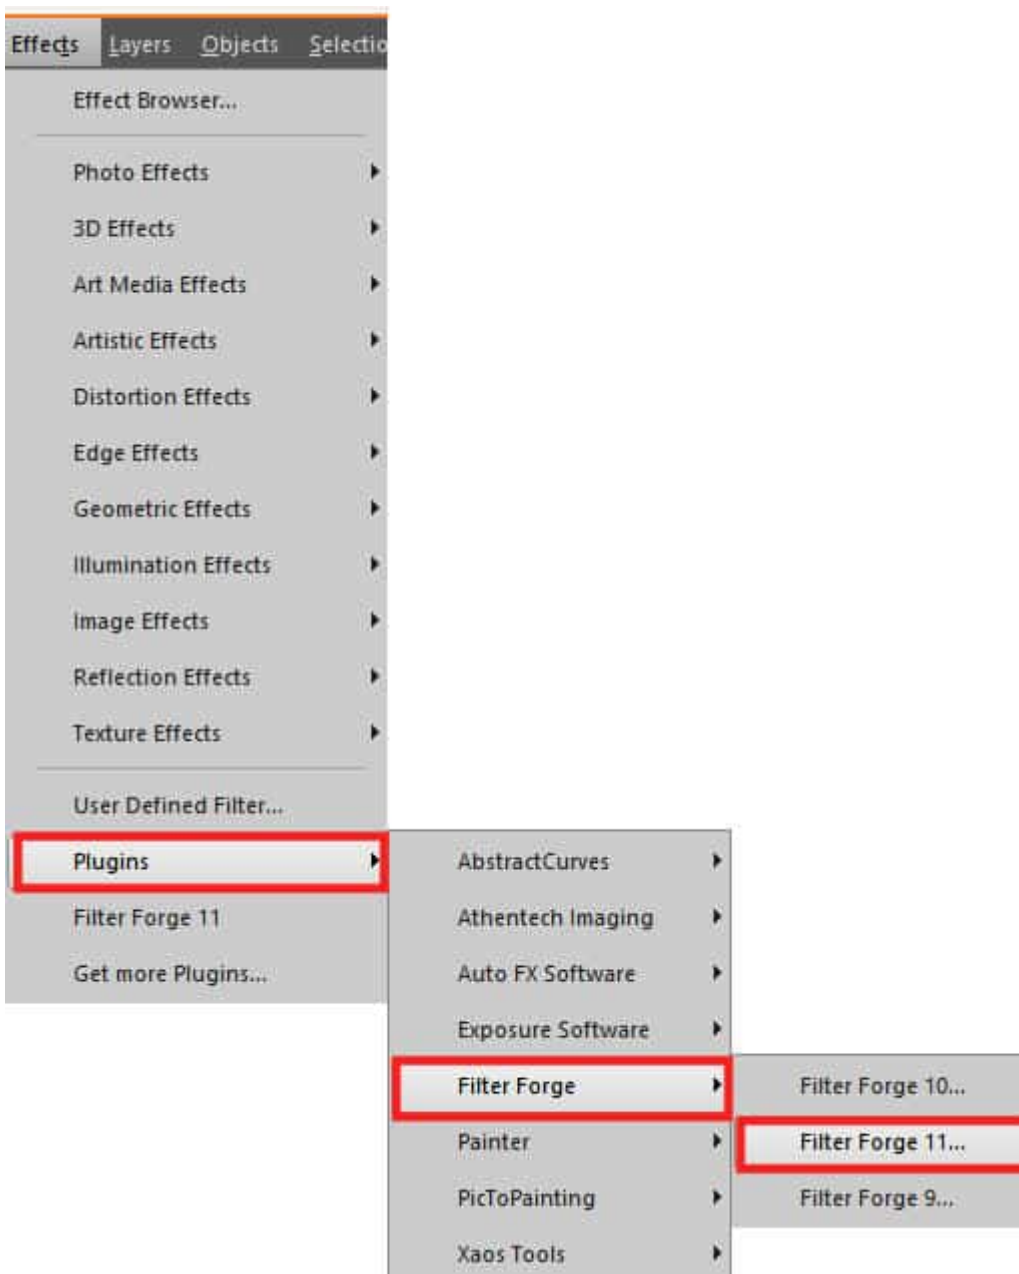 Effects Layers Objects Selectio
Effect Browser...
Photo Effects
3D Effects
Art Media Effects
Artistic Effects
Distortion Effects
Edge Effects
Geometric Effects
Illumination Effects
Image Effects
Reflection Effects
Texture Effects
User Defined Filter...
Plugins
Filter Forge 11
Get more Plugins...
AbstractCurves
Athentech Imaging
Auto FX Software
Exposure Software
Filter Forge
Painter
PicToPainting
Xaos Tools
Filter Forge 10...
Filter Forge 11...
Filter Forge 9...